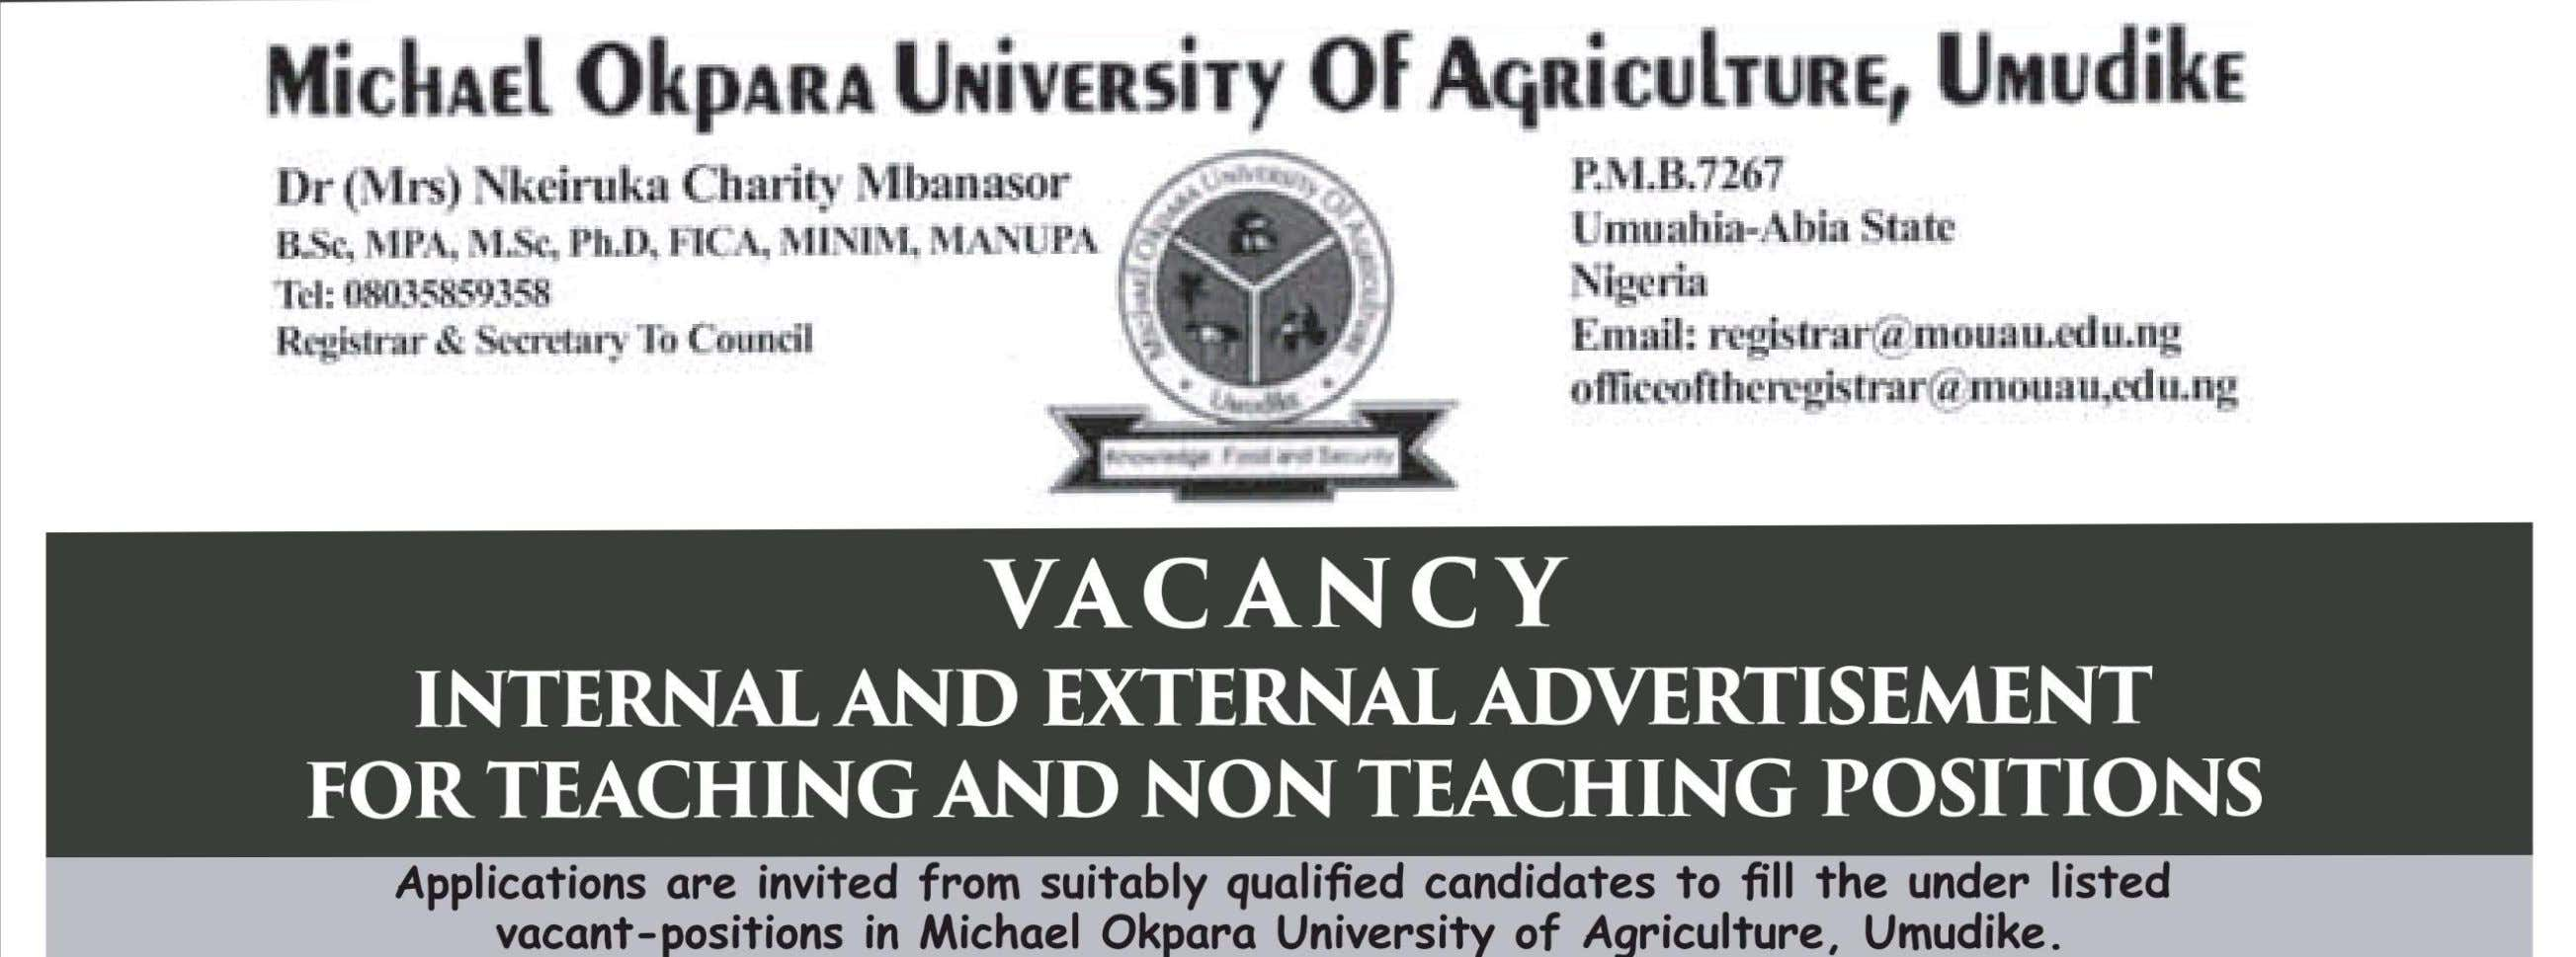 Michael Okpara University Of Agriculture, Umudike
Dr (Mrs) Nkeiruka Charity Mbanasor
B.Sc, MPA, M.Sc, Ph.D, FICA, MINIM, MANUPA
Tel: 08035859358
Registrar & Secretary To Council
Michael Okpara University Of Agriculture
Umudike
Knowledge Food and Security
P.M.B.7267
Umuahia-Abia State
Nigeria
Email: registrar@mouau.edu.ng
officeoftheregistrar@mouau,edu.ng
VACANCY
INTERNAL AND EXTERNAL ADVERTISEMENT
FOR TEACHING AND NON TEACHING POSITIONS
Applications are invited from suitably qualified candidates to fill the under listed
vacant-positions in Michael Okpara University of Agriculture, Umudike.